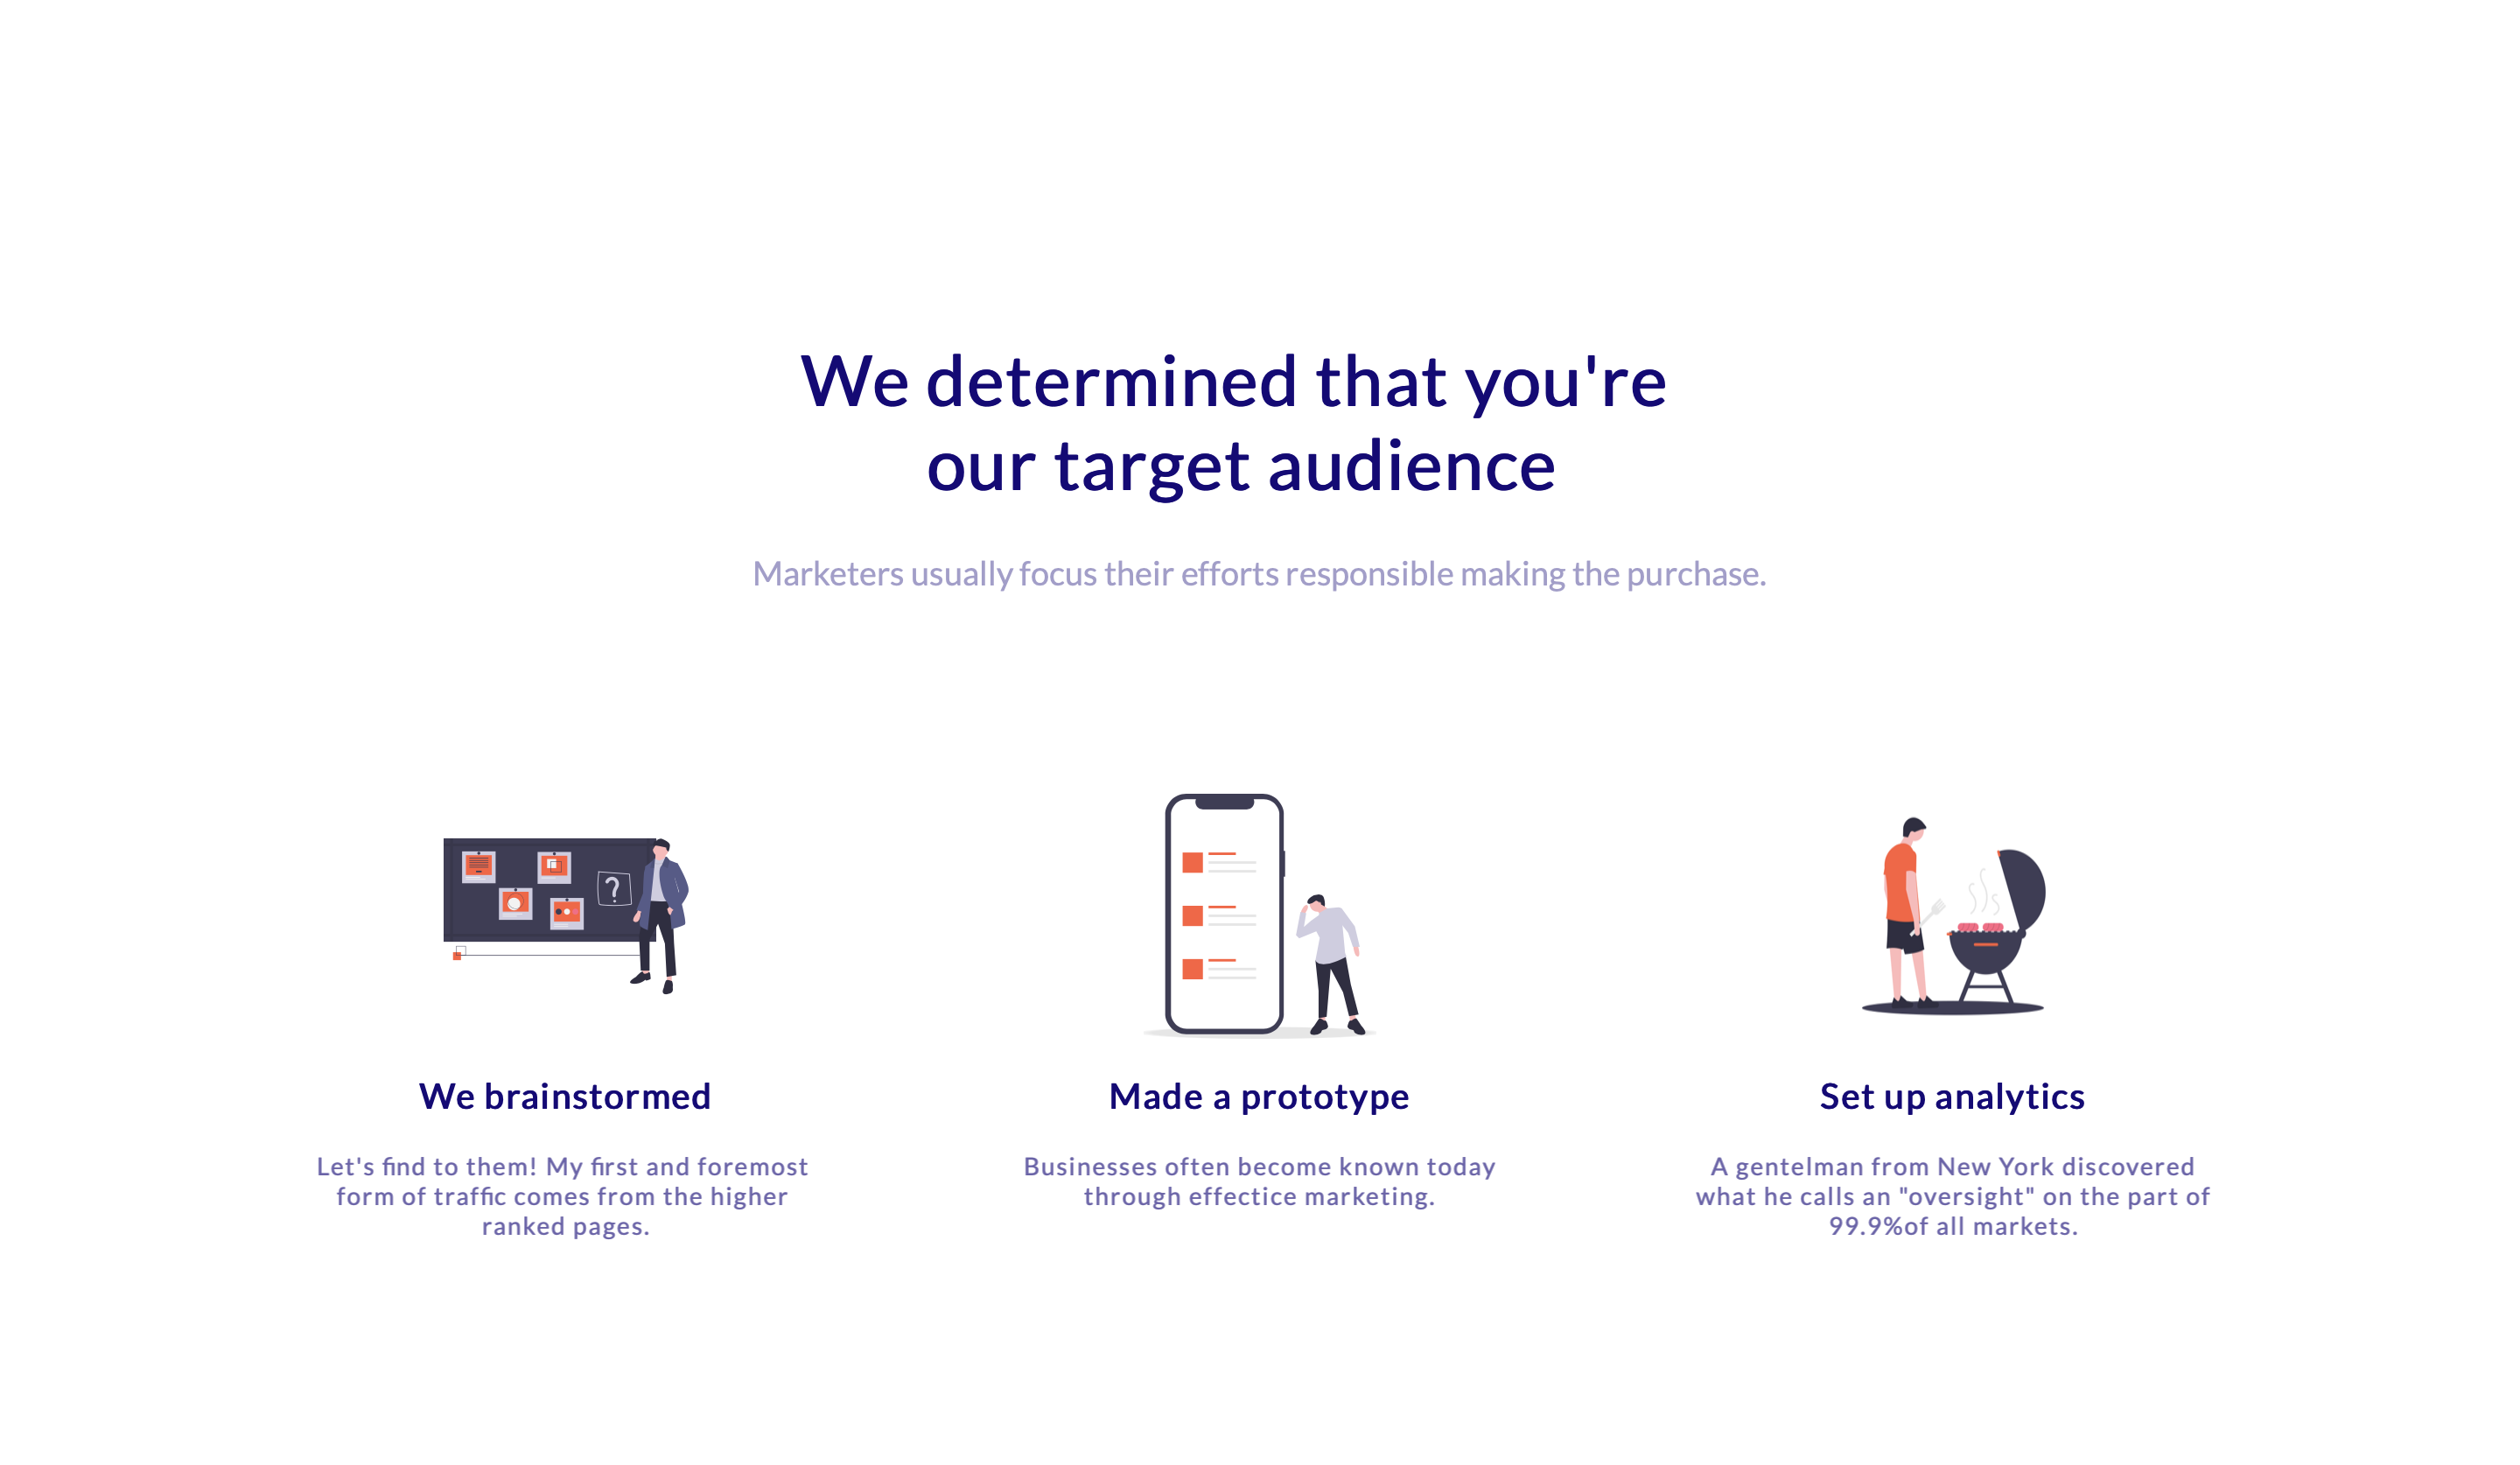 We determined that you're
our target audience
Marketers usually focus their efforts responsible making the purchase.
?
We brainstormed
Let's find to them! My first and foremost
form of traffic comes from the higher
ranked pages.
Made a prototype
Businesses often become known today
through effectice marketing.
Set up analytics
A gentelman from New York discovered
what he calls an "oversight" on the part of
99.9%of all markets.